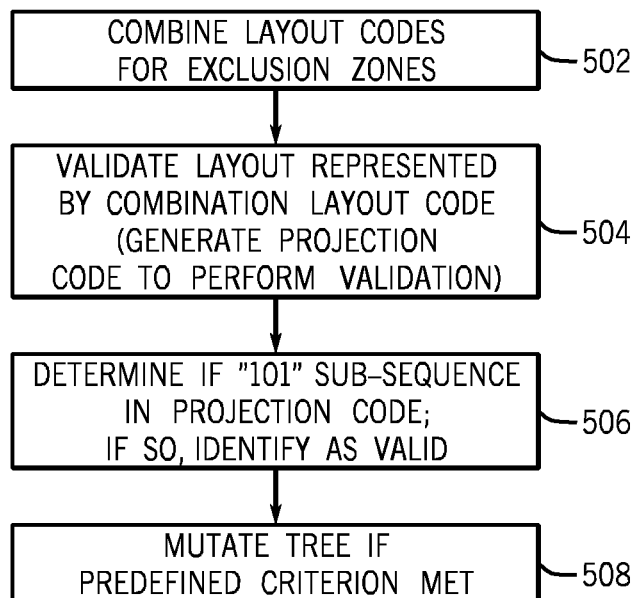 COMBINE LAYOUT CODES
FOR EXCLUSION ZONES
502
VALIDATE LAYOUT REPRESENTED
BY COMBINATION LAYOUT CODE
(GENERATE PROJECTION
CODE TO PERFORM VALIDATION)
504
DETERMINE IF "101" SUB-SEQUENCE
IN PROJECTION CODE;
IF SO, IDENTIFY AS VALID
506
MUTATE TREE IF
PREDEFINED CRITERION MET
508